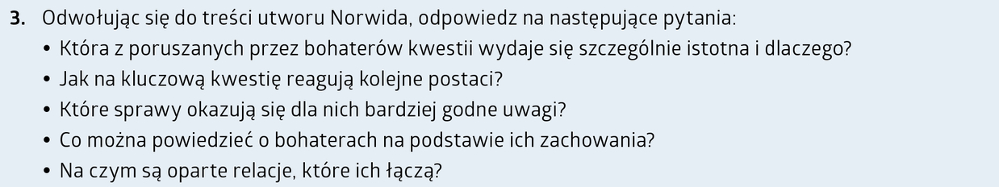 3. Odwołując się do treści utworu Norwida, odpowiedz na następujące pytania:
• Która z poruszanych przez bohaterów kwestii wydaje się szczególnie istotna i dlaczego?
• Jak na kluczową kwestię reagują kolejne postaci?
• Które sprawy okazują się dla nich bardziej godne uwagi?
• Co można powiedzieć o bohaterach na podstawie ich zachowania?
• Na czym są oparte relacje, które ich łączą?